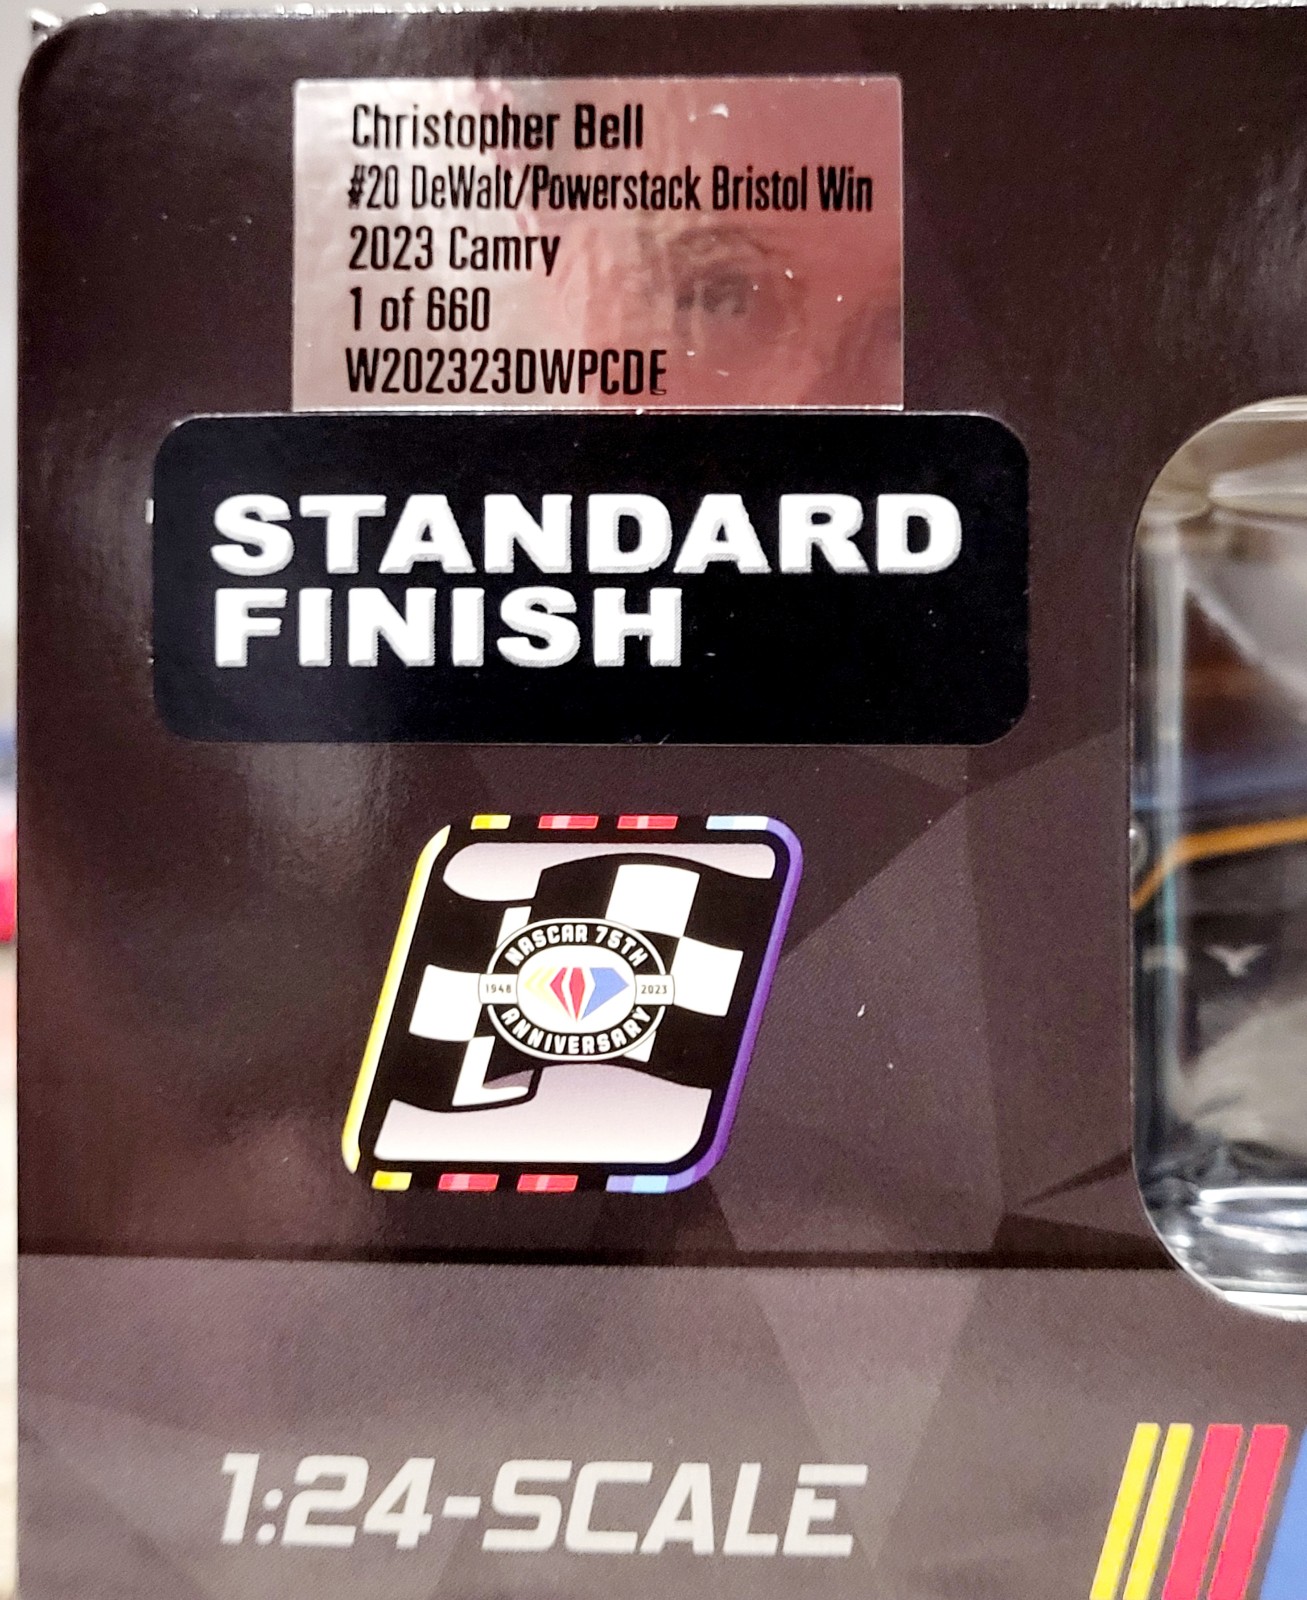 Christopher Bell
#20 DeWalt/Powerstack Bristol Win
2023 Camry
1 of 660
W202323DWPCDE
STANDARD
FINISH
NASCAR 75TH
1948 2023
ANNIVERSARY
1:24-SCALE